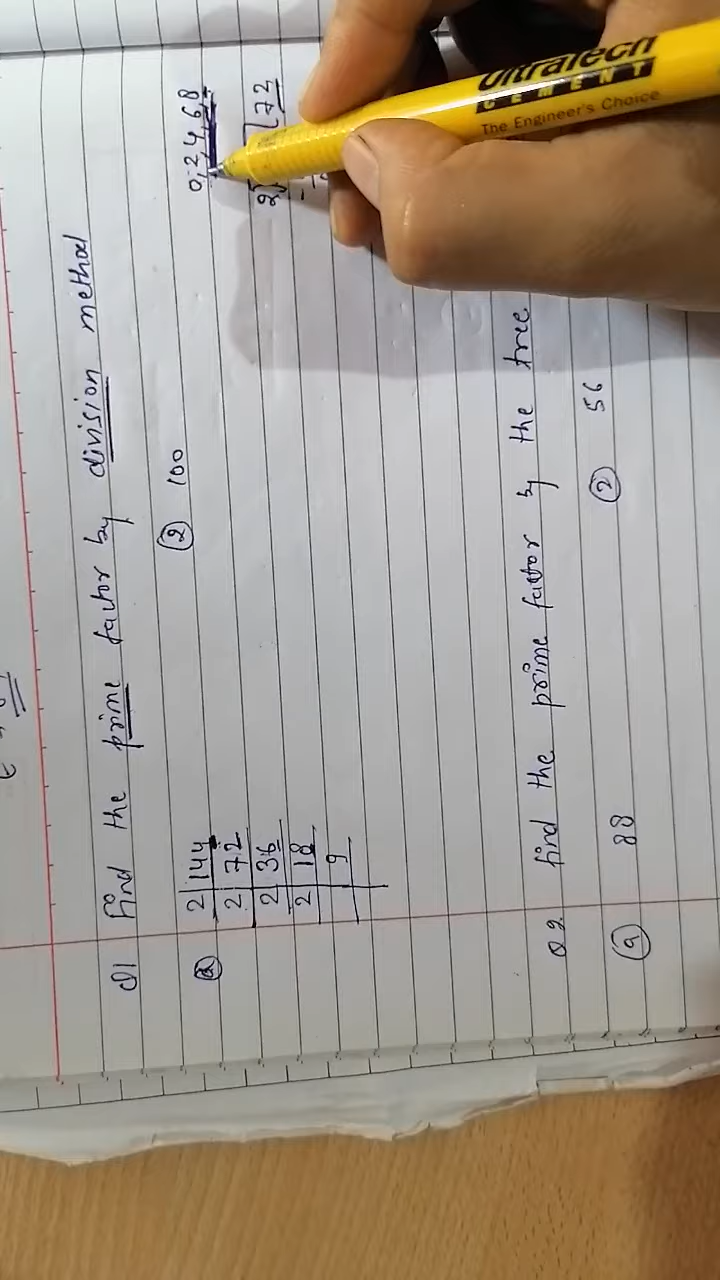 Q1 Find the prime factor by division method
(a) 2 144
2 72
2 36
2 18
9
(2) 100
0, 2, 4, 6, 8
2 72
Q2 Find the prime factor by the tree
(a) 88
(2) 56
UltraTech
CEMENT
The Engineer's Choice